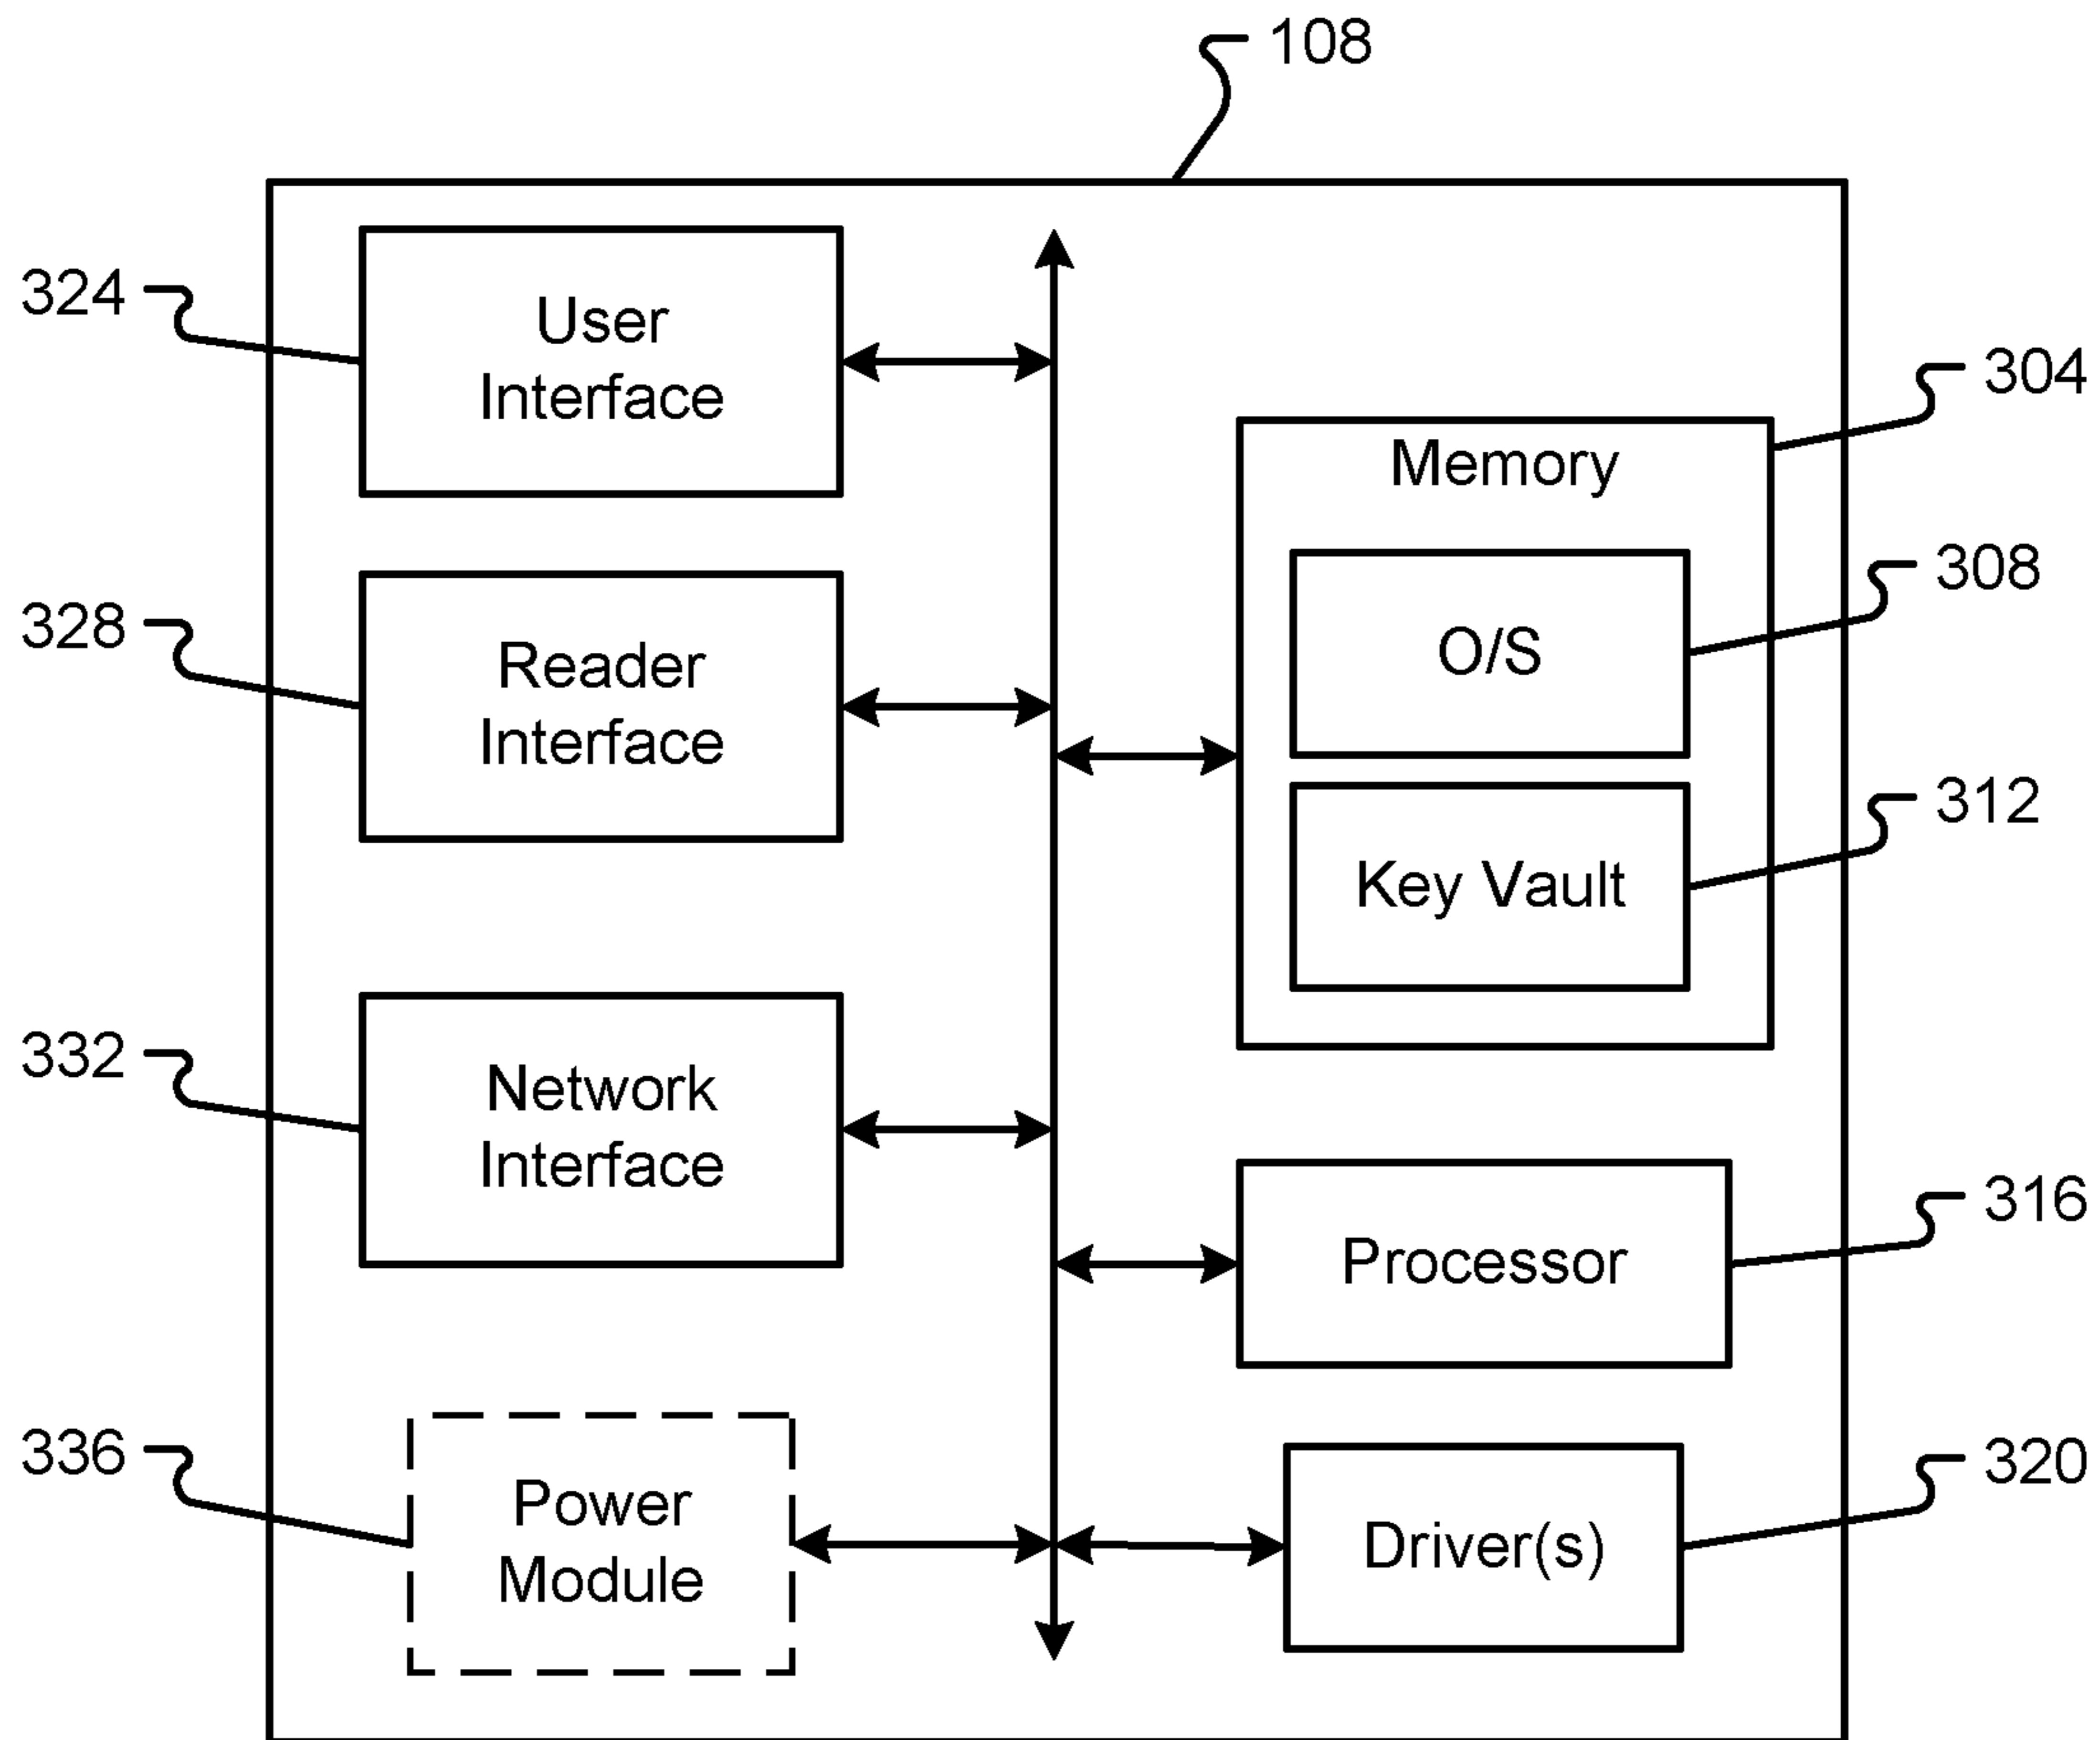 108
324
User
Interface
304
Memory
308
O/S
328
Reader
Interface
312
Key Vault
332
Network
Interface
316
Processor
336
Power
Module
320
Driver(s)